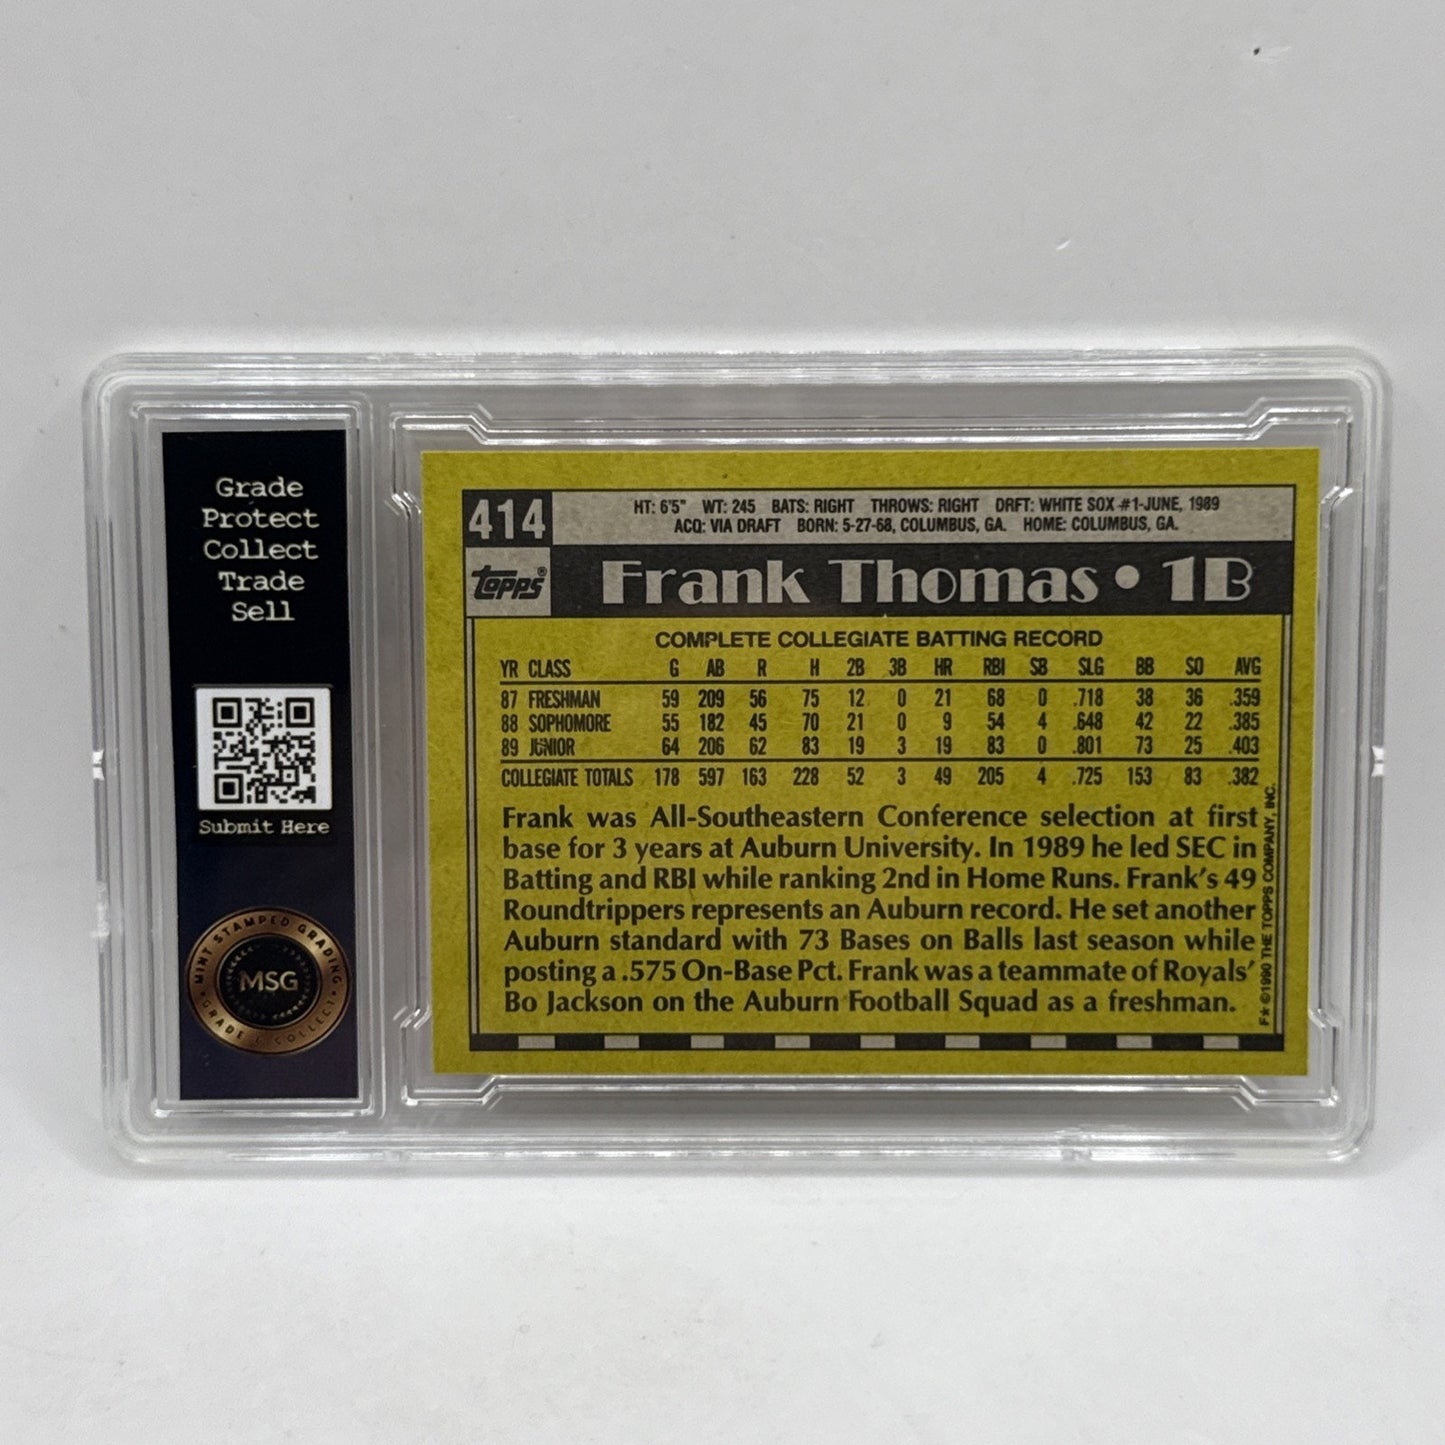 Grade
Protect
Collect
Trade
Sell
Submit Here
MINT STAMPED GRADING
MSG
GRADE & COLLECT
414
HT: 6'5" WT: 245 BATS: RIGHT THROWS: RIGHT DRFT: WHITE SOX #1-JUNE, 1989
ACQ: VIA DRAFT BORN: 5-27-68, COLUMBUS, GA. HOME: COLUMBUS, GA.
TOPPS®
Frank Thomas • 1B
COMPLETE COLLEGIATE BATTING RECORD
YR CLASS G AB R H 2B 3B HR RBI SB SLG BB SO AVG
87 FRESHMAN 59 209 56 75 12 0 21 68 0 .718 38 36 .359
88 SOPHOMORE 55 182 45 70 21 0 9 54 4 .648 42 22 .385
89 JUNIOR 64 206 62 83 19 3 19 83 0 .801 73 25 .403
COLLEGIATE TOTALS 178 597 163 228 52 3 49 205 4 .725 153 83 .382
Frank was All-Southeastern Conference selection at first
base for 3 years at Auburn University. In 1989 he led SEC in
Batting and RBI while ranking 2nd in Home Runs. Frank's 49
Roundtrippers represents an Auburn record. He set another
Auburn standard with 73 Bases on Balls last season while
posting a .575 On-Base Pct. Frank was a teammate of Royals'
Bo Jackson on the Auburn Football Squad as a freshman.
F★ ©1990 THE TOPPS COMPANY, INC.